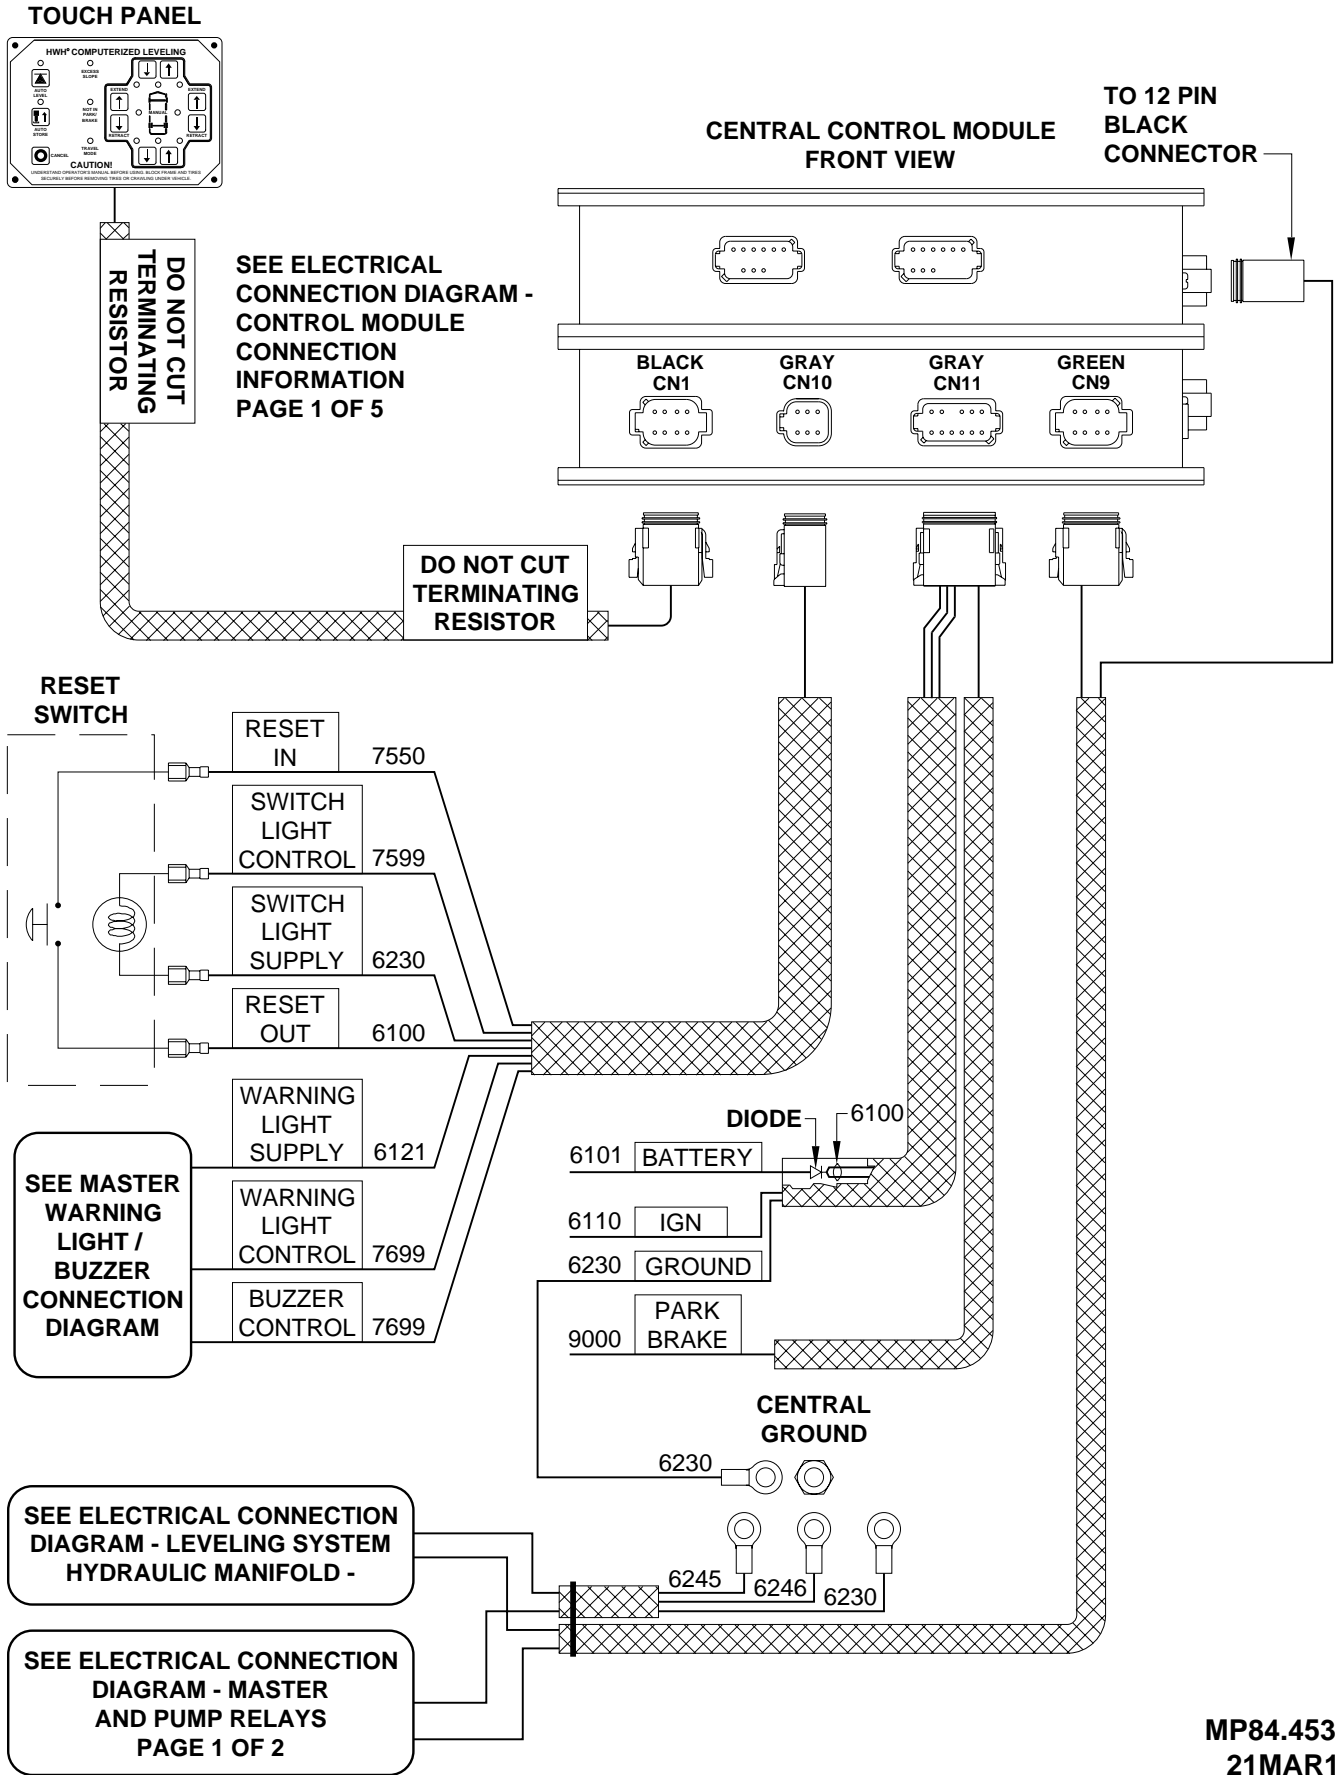 TOUCH PANEL
HWH® COMPUTERIZED LEVELING
EXCESS
SLOPE
AUTO
LEVEL
EXTEND
EXTEND
NOT IN
PARK/
BRAKE
MANUAL
AUTO
STORE
RETRACT
RETRACT
TRAVEL
MODE
CANCEL
CAUTION!
UNDERSTAND OPERATOR'S MANUAL BEFORE USING. BLOCK FRAME AND TIRES
SECURELY BEFORE REMOVING TIRES OR CRAWLING UNDER VEHICLE.
DO NOT CUT
TERMINATING
RESISTOR
SEE ELECTRICAL
CONNECTION DIAGRAM -
CONTROL MODULE
CONNECTION
INFORMATION
PAGE 1 OF 5
CENTRAL CONTROL MODULE
FRONT VIEW
TO 12 PIN
BLACK
CONNECTOR
BLACK
CN1
GRAY
CN10
GRAY
CN11
GREEN
CN9
DO NOT CUT
TERMINATING
RESISTOR
RESET
SWITCH
RESET
IN 7550
SWITCH
LIGHT
CONTROL 7599
SWITCH
LIGHT
SUPPLY 6230
RESET
OUT 6100
WARNING
LIGHT
SUPPLY 6121
WARNING
LIGHT
CONTROL 7699
BUZZER
CONTROL 7699
SEE MASTER
WARNING
LIGHT /
BUZZER
CONNECTION
DIAGRAM
DIODE
6100
6101 BATTERY
6110 IGN
6230 GROUND
PARK
9000 BRAKE
CENTRAL
GROUND
6230
6245
6246
6230
SEE ELECTRICAL CONNECTION
DIAGRAM - LEVELING SYSTEM
HYDRAULIC MANIFOLD -
SEE ELECTRICAL CONNECTION
DIAGRAM - MASTER
AND PUMP RELAYS
PAGE 1 OF 2
MP84.453
21MAR1